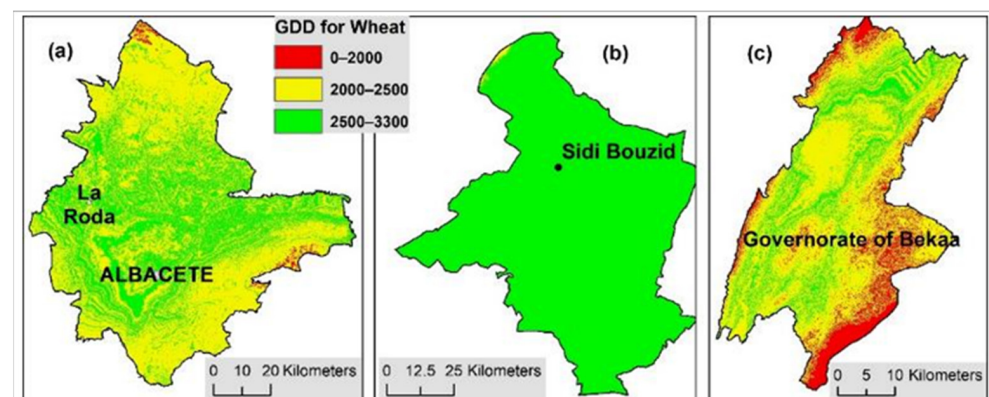 (a)
GDD for Wheat
0–2000
2000–2500
2500–3300
La
Roda
ALBACETE
0 10 20 Kilometers
(b)
Sidi Bouzid
0 12.5 25 Kilometers
(c)
Governorate of Bekaa
0 5 10 Kilometers